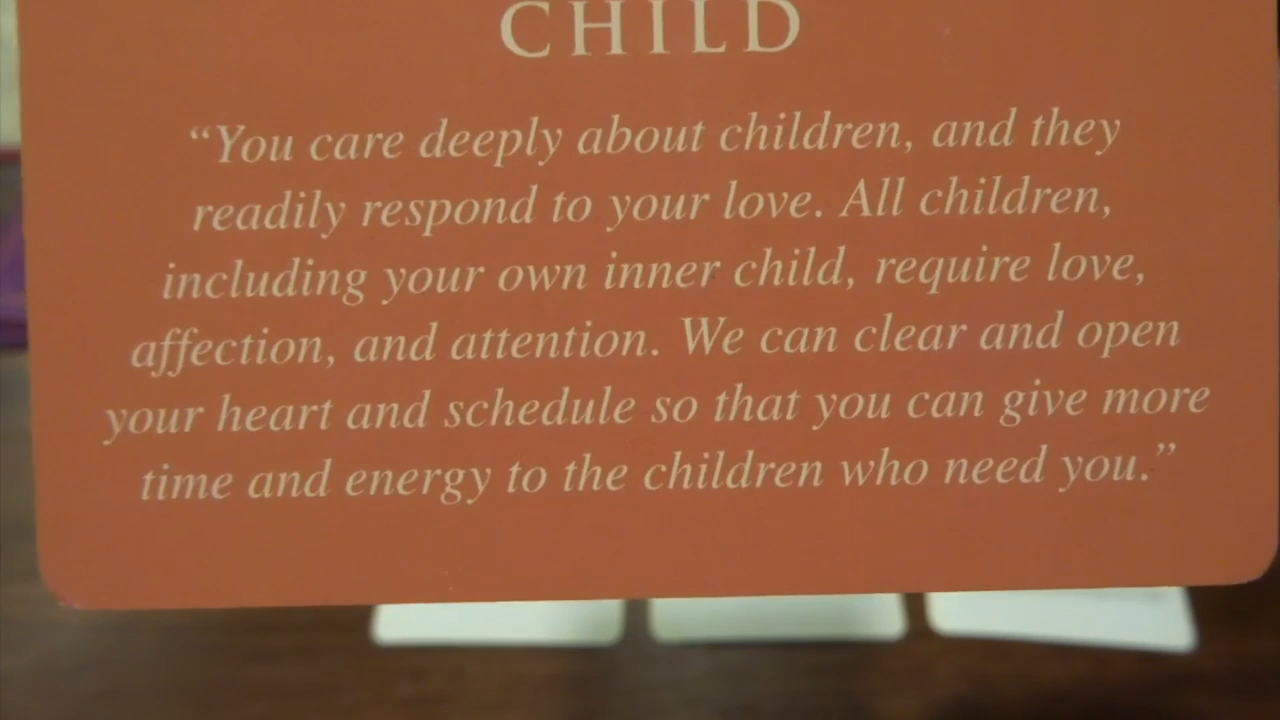 CHILD
“You care deeply about children, and they
readily respond to your love. All children,
including your own inner child, require love,
affection, and attention. We can clear and open
your heart and schedule so that you can give more
time and energy to the children who need you.”